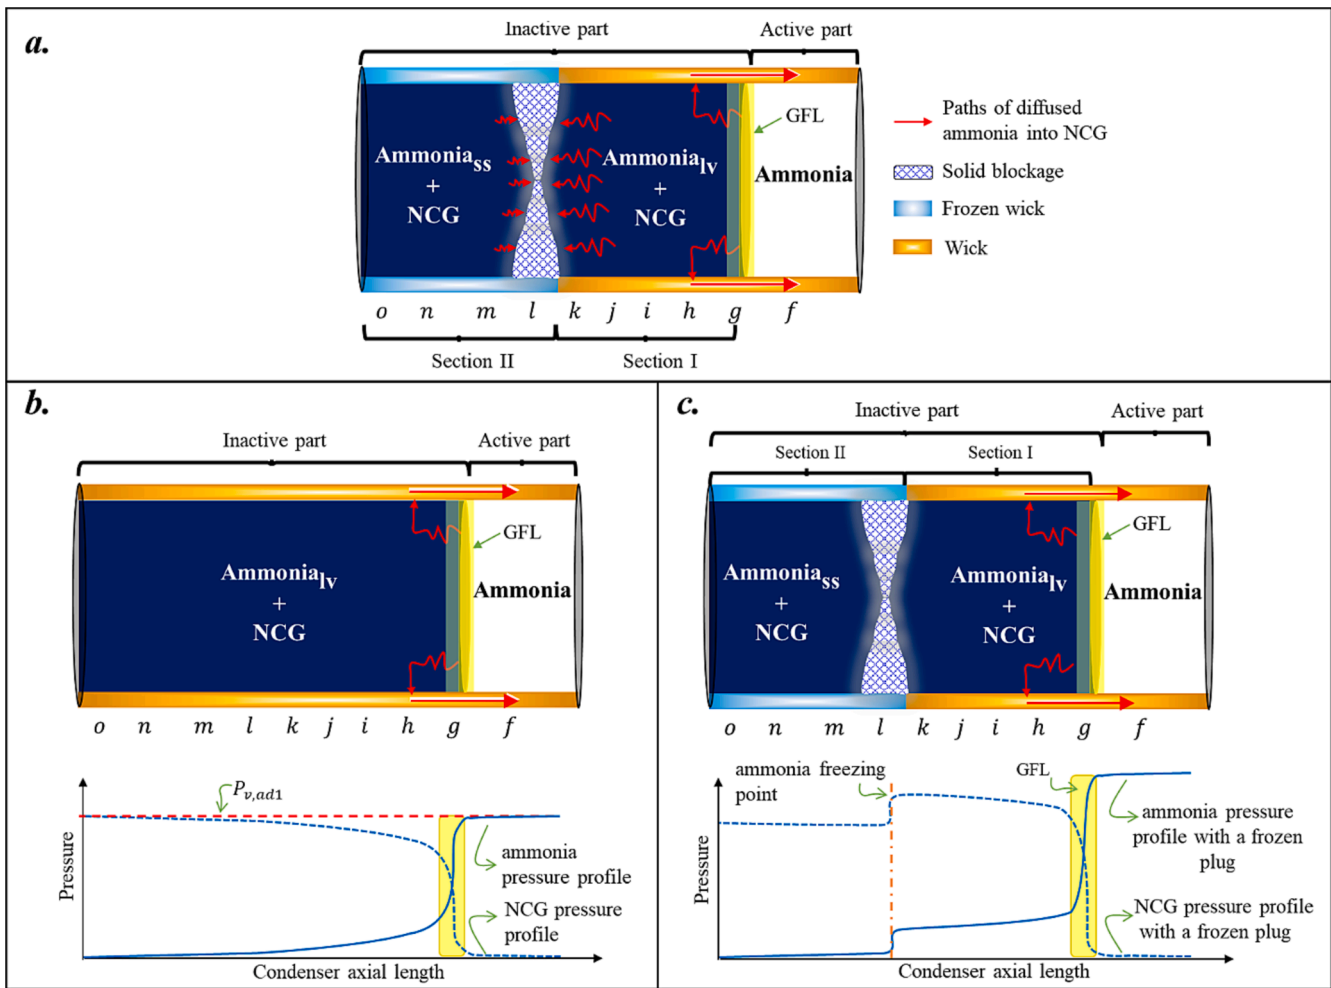 a.
Inactive part
Active part
GFL
Ammoniass
+
NCG
Ammonialv
+
NCG
Ammonia
Paths of diffused
ammonia into NCG
Solid blockage
Frozen wick
Wick
o n m l k j i h g f
Section II
Section I
b.
Inactive part
Active part
GFL
Ammonialv
+
NCG
Ammonia
o n m l k j i h g f
Pv,ad1
ammonia
pressure profile
NCG pressure
profile
Pressure
Condenser axial length
c.
Inactive part
Active part
Section II
Section I
GFL
Ammoniass
+
NCG
Ammonialv
+
NCG
Ammonia
o n m l k j i h g f
ammonia freezing
point
GFL
ammonia pressure
profile with a frozen
plug
NCG pressure profile
with a frozen plug
Pressure
Condenser axial length